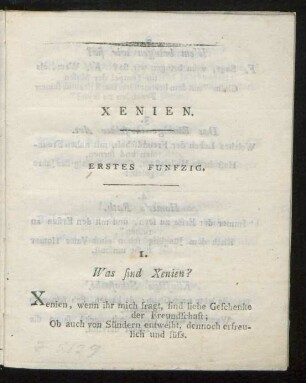 XENIEN.
ERSTES FUNFZIG.
1.
Was sind Xenien?
Xenien, wenn ihr mich fragt, sind liebe Geschenke
der Freundschaft;
Ob auch von Sündern entweiht, dennoch erfreu-
lich und süſs.